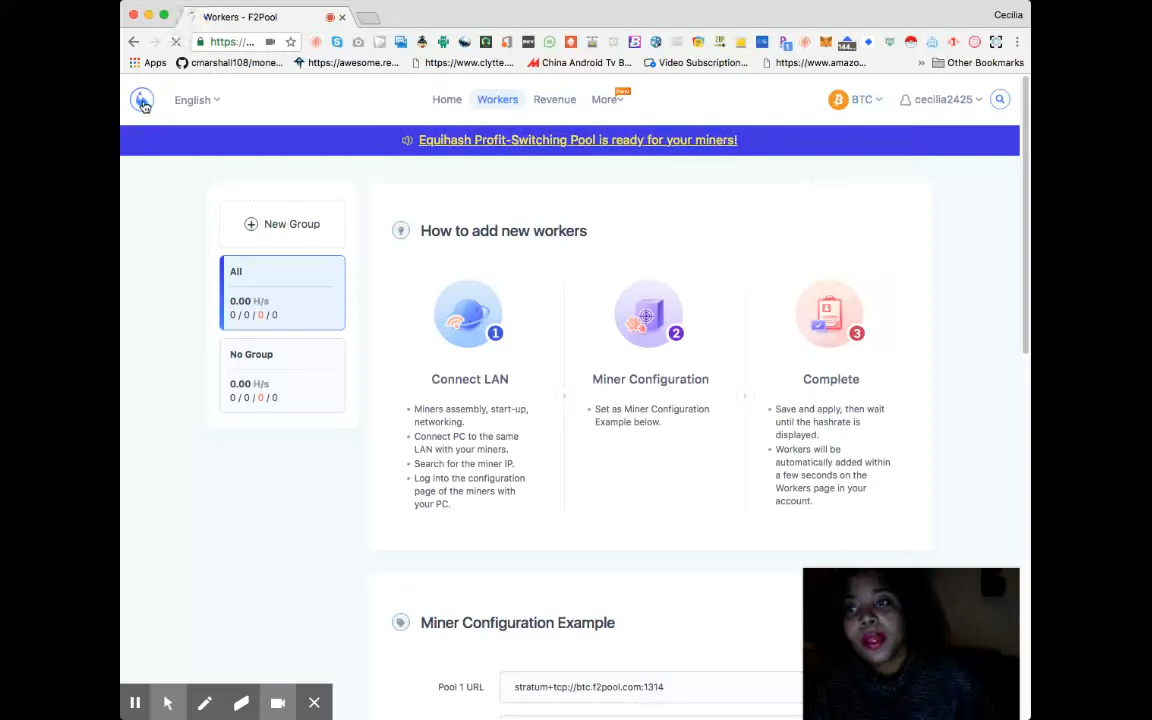 Workers - F2Pool
Cecilia
https://...
144...
Apps
cmarshall108/mone...
https://awesome.re...
https://www.clytte....
China Android Tv B...
Video Subscription...
https://www.amazo...
»
Other Bookmarks
English
Home
Workers
Revenue
More
New
BTC
cecilia2425
Equihash Profit-Switching Pool is ready for your miners!
New Group
All
0.00 H/s
0 / 0 / 0 / 0
No Group
0.00 H/s
0 / 0 / 0 / 0
How to add new workers
1
2
3
Connect LAN
Miner Configuration
Complete
• Miners assembly, start-up,
networking.
• Connect PC to the same
LAN with your miners.
• Search for the miner IP.
• Log into the configuration
page of the miners with
your PC.
• Set as Miner Configuration
Example below.
• Save and apply, then wait
until the hashrate is
displayed.
• Workers will be
automatically added within
a few seconds on the
Workers page in your
account.
Miner Configuration Example
Pool 1 URL
stratum+tcp://btc.f2pool.com:1314